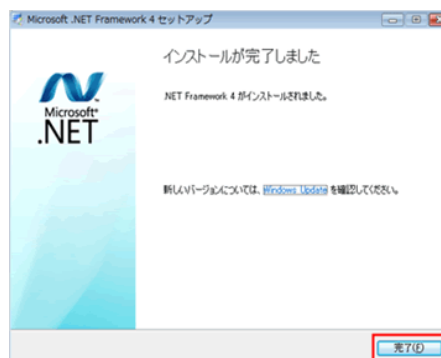 Microsoft .NET Framework 4 セットアップ
インストールが完了しました
Microsoft®
.NET
.NET Framework 4 がインストールされました。
新しいバージョンについては、Windows Update を確認してください。
完了(F)